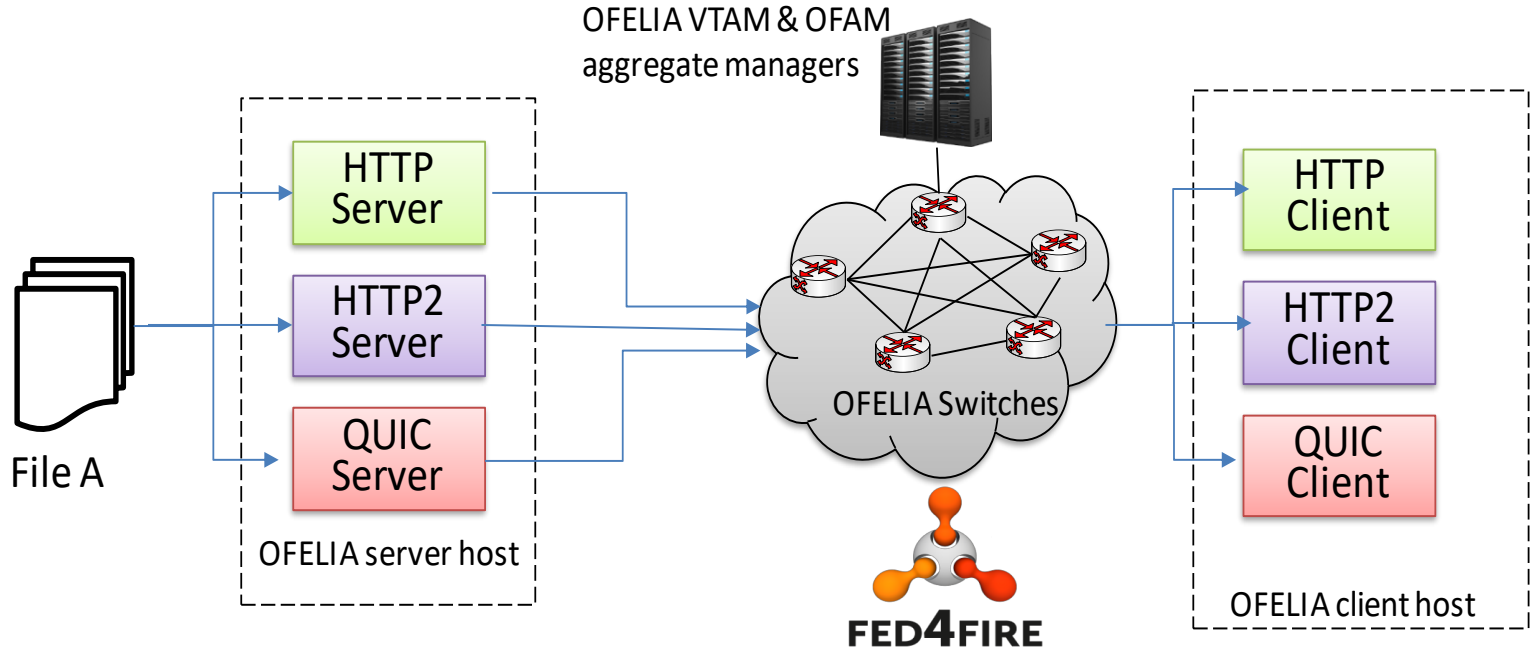 OFELIA VTAM & OFAM
aggregate managers
HTTP
Server
HTTP2
Server
QUIC
Server
OFELIA server host
File A
OFELIA Switches
FED4FIRE
HTTP
Client
HTTP2
Client
QUIC
Client
OFELIA client host